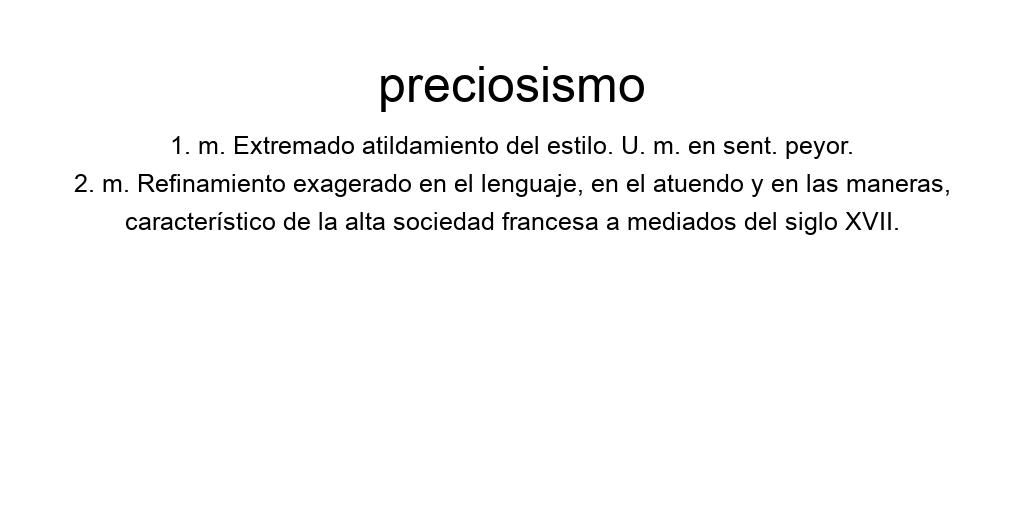 preciosismo
1. m. Extremado atildamiento del estilo. U. m. en sent. peyor.
2. m. Refinamiento exagerado en el lenguaje, en el atuendo y en las maneras,
característico de la alta sociedad francesa a mediados del siglo XVII.